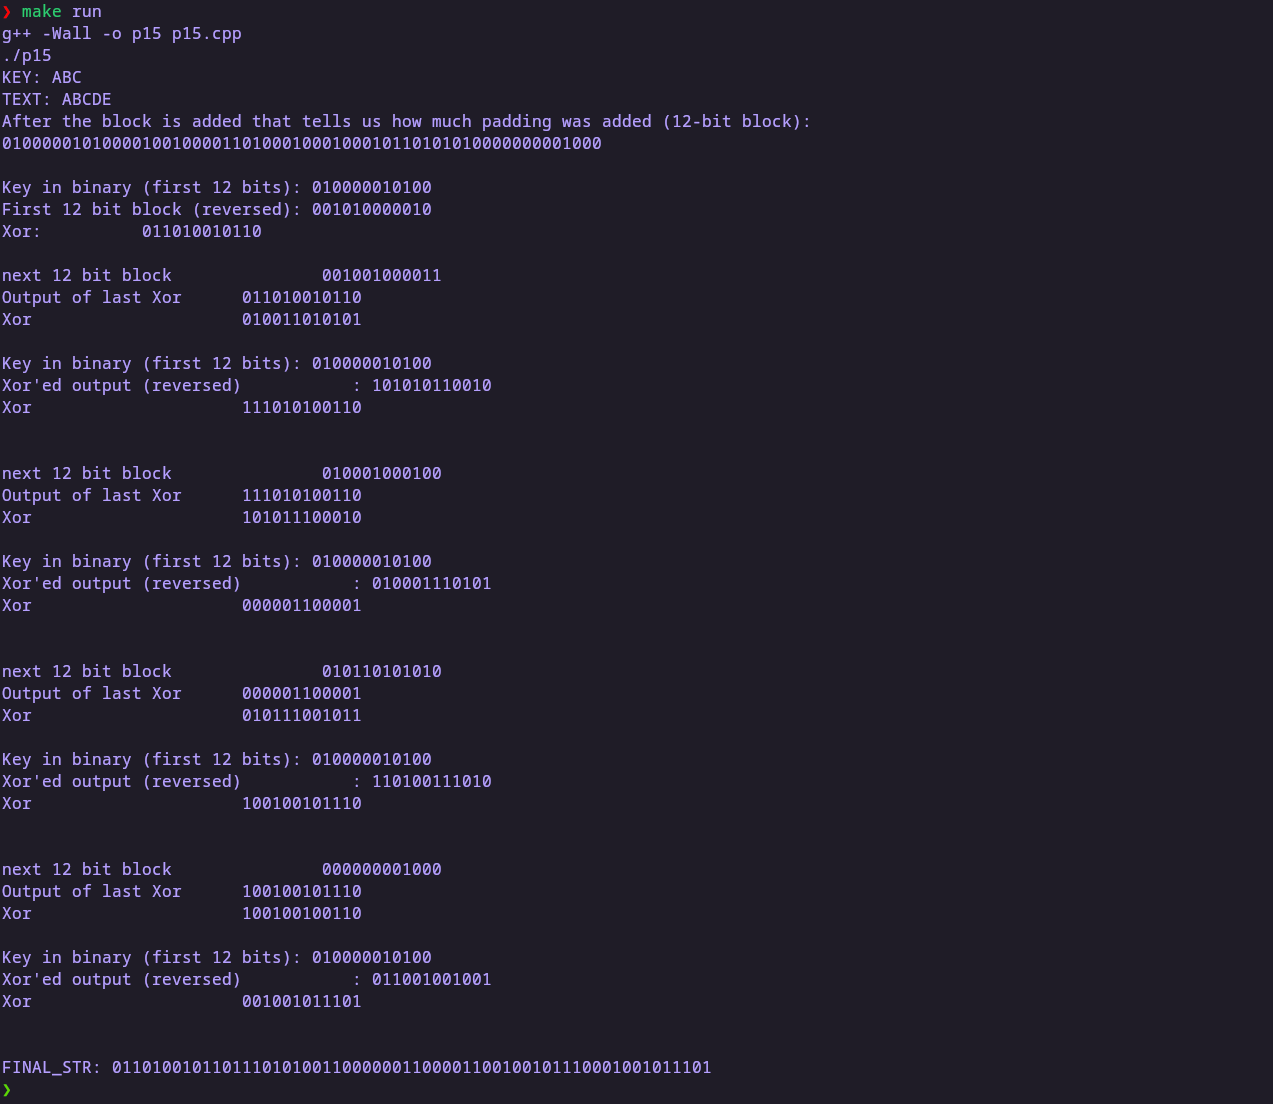 ❯ make run
g++ -Wall -o p15 p15.cpp
./p15
KEY: ABC
TEXT: ABCDE
After the block is added that tells us how much padding was added (12-bit block):
010000010100001001000011010001000100010110101010000000001000
Key in binary (first 12 bits): 010000010100
First 12 bit block (reversed): 001010000010
Xor:          011010010110
next 12 bit block               001001000011
Output of last Xor      011010010110
Xor                     010011010101
Key in binary (first 12 bits): 010000010100
Xor'ed output (reversed)           : 101010110010
Xor                     111010100110
next 12 bit block               010001000100
Output of last Xor      111010100110
Xor                     101011100010
Key in binary (first 12 bits): 010000010100
Xor'ed output (reversed)           : 010001110101
Xor                     000001100001
next 12 bit block               010110101010
Output of last Xor      000001100001
Xor                     010111001011
Key in binary (first 12 bits): 010000010100
Xor'ed output (reversed)           : 110100111010
Xor                     100100101110
next 12 bit block               000000001000
Output of last Xor      100100101110
Xor                     100100100110
Key in binary (first 12 bits): 010000010100
Xor'ed output (reversed)           : 011001001001
Xor                     001001011101
FINAL_STR: 011010010110111010100110000001100001100100101110001001011101
❯